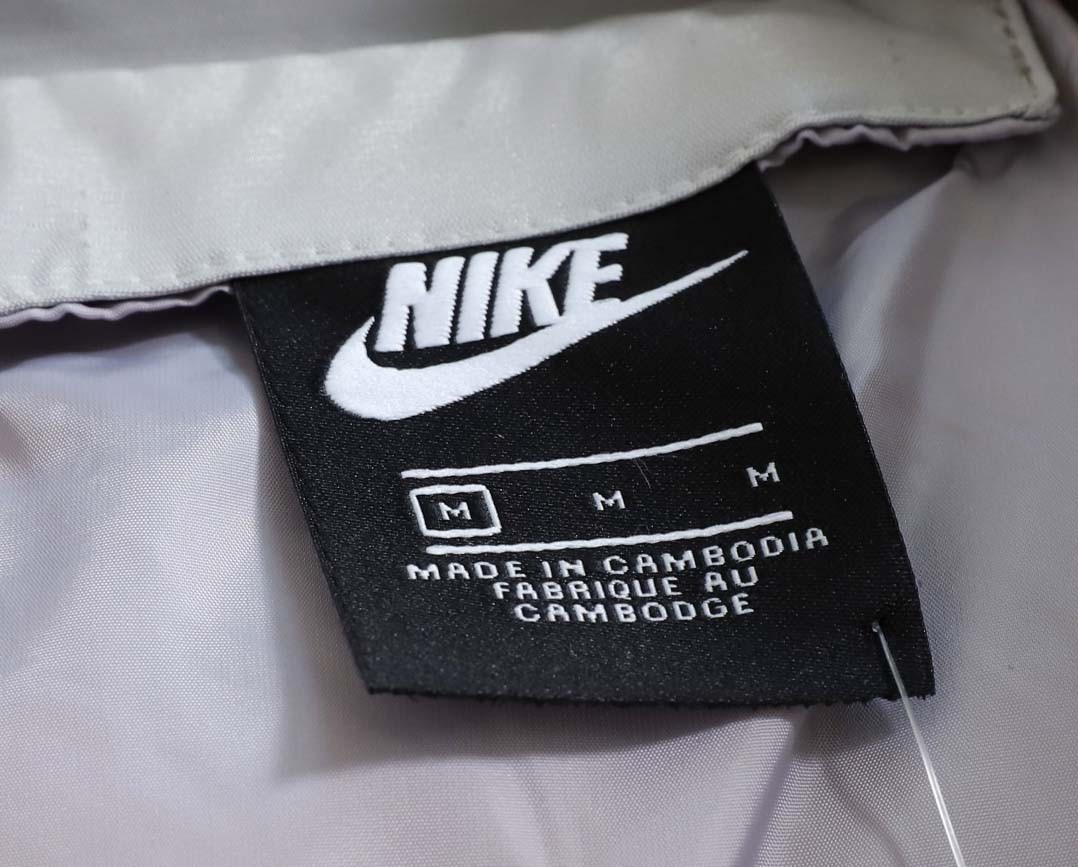 NIKE
M M M
MADE IN CAMBODIA
FABRIQUE AU
CAMBODGE